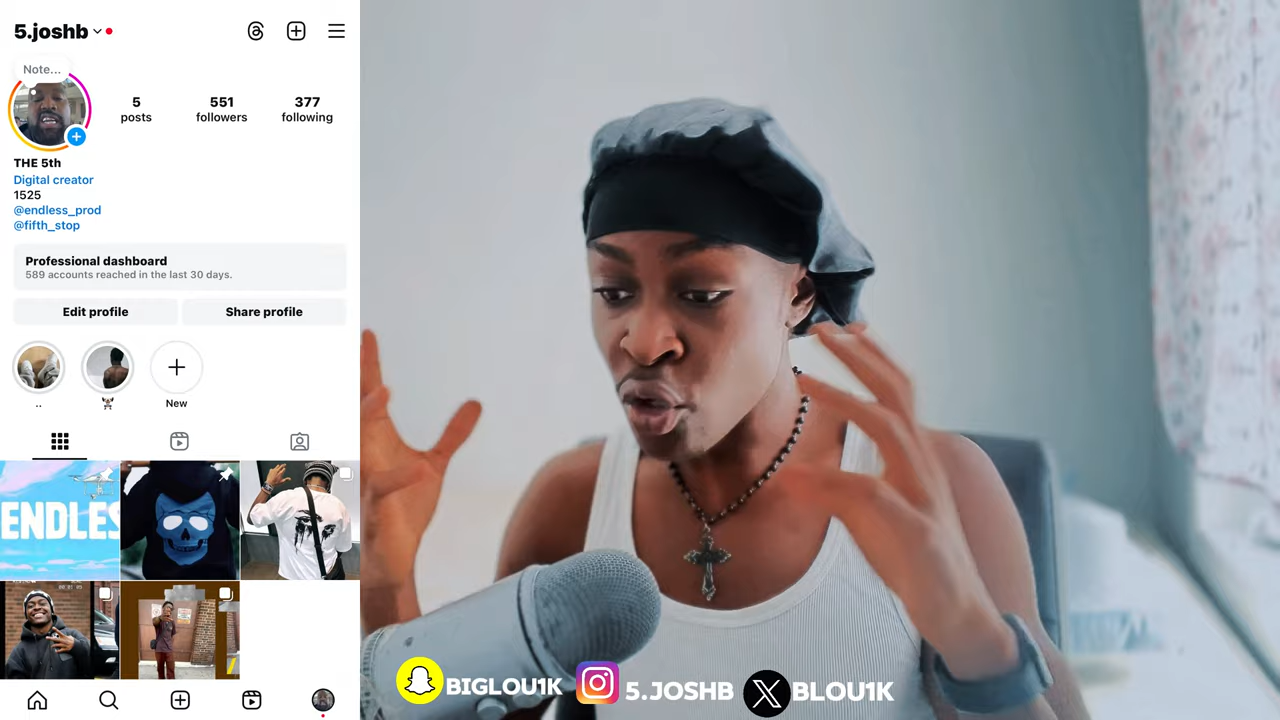 5.joshb
Note...
5
posts
551
followers
377
following
THE 5th
Digital creator
1525
@endless_prod
@fifth_stop
Professional dashboard
589 accounts reached in the last 30 days.
Edit profile
Share profile
..
New
ENDLES
BIGLOU1K
5.JOSHB
BLOU1K